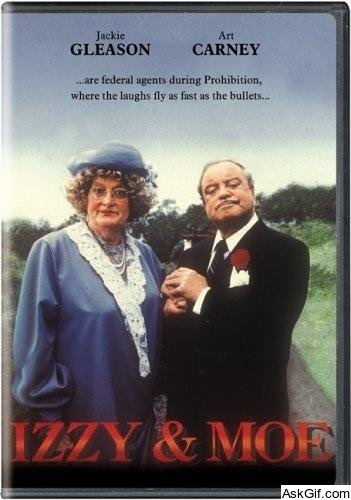 Jackie Art
GLEASON CARNEY
...are federal agents during Prohibition,
where the laughs fly as fast as the bullets...
IZZY & MOE
AskGif.com